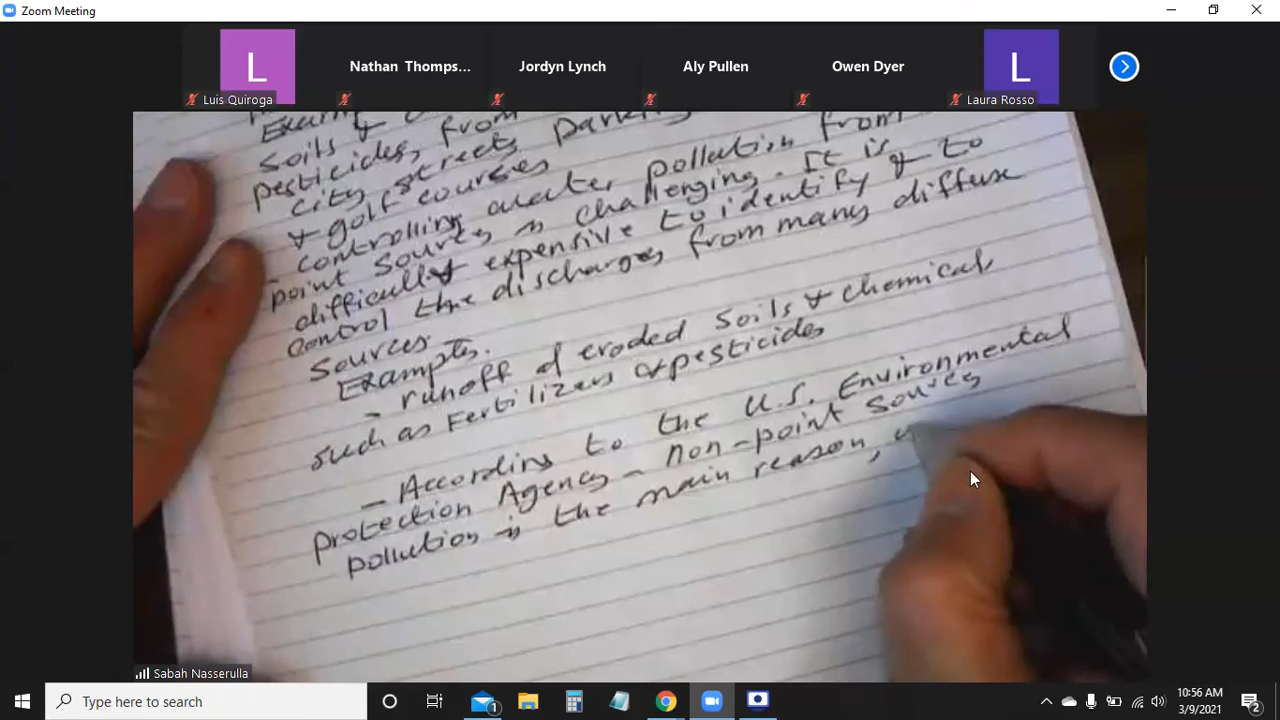 Zoom Meeting
L
Luis Quiroga
Nathan Thomps...
Jordyn Lynch
Aly Pullen
Owen Dyer
L
Laura Rosso
soils &
pesticides, from
city streets parking
& golf courses
- controlling water pollution from
point sources is challenging. It is
difficult & expensive to identify & to
control the discharges from many diffuse
sources.
Examples.
- runoff of eroded soils & chemicals
such as Fertilizers & pesticides
- According to the U.S. Environmental
protection Agency - non-point sources
pollution is the main reason,
Sabah Nasserulla
Type here to search
1
10:56 AM
3/9/2021
2